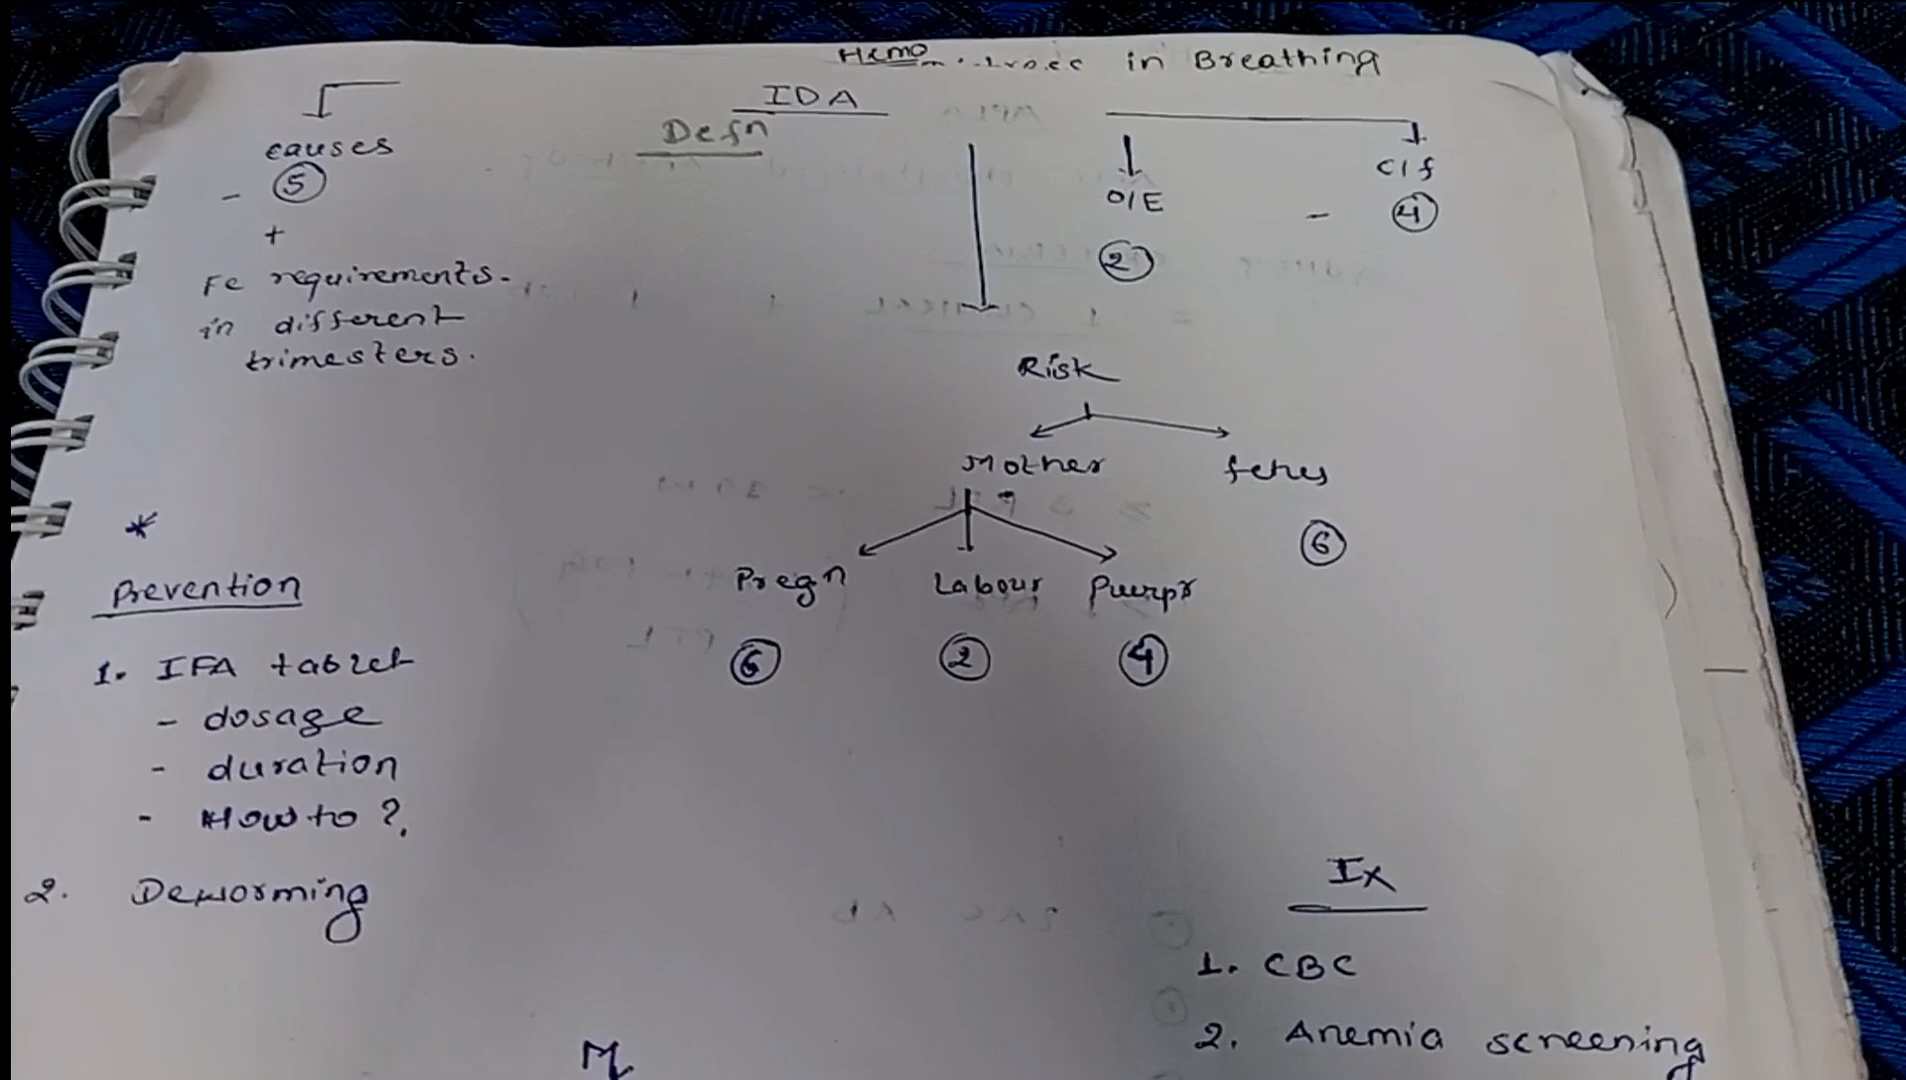 Hemo in Breathing
IDA
Defn
causes
5
+
Fe requirements
in different
trimesters.
O/E
2
C/f
4
Risk
Mother
fetus
6
Pregn
Labour
Puerpr
6
2
4
*
Prevention
1. IFA tablet
- dosage
- duration
- How to ?
2. Deworming
Ix
1. CBC
2. Anemia screening